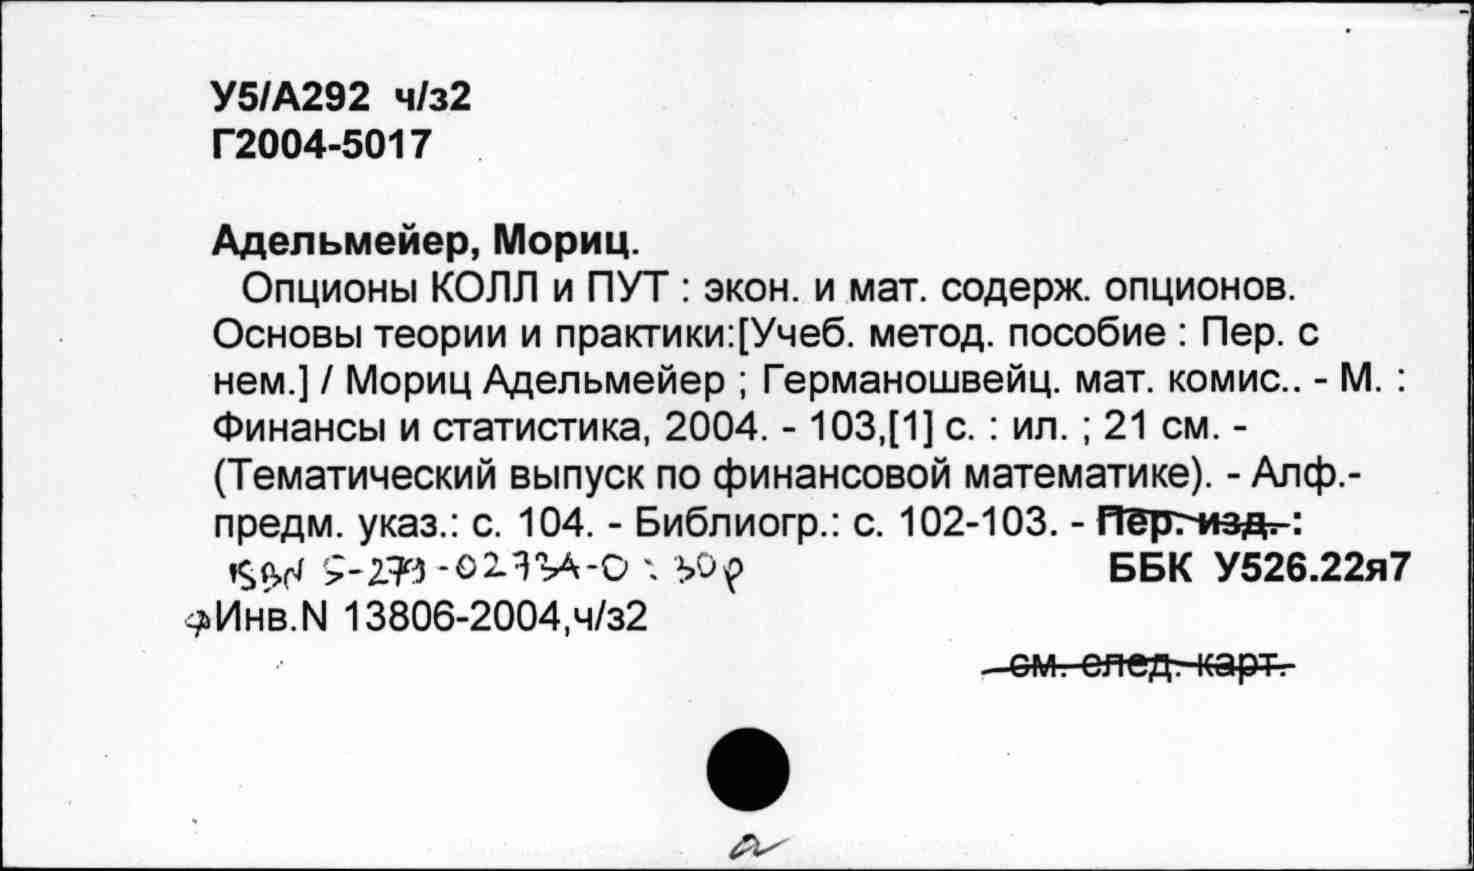 У5/А292 ч/з2
Г2004-5017
Адельмейер, Мориц.
Опционы КОЛЛ и ПУТ : экон. и мат. содерж. опционов.
Основы теории и практики:[Учеб. метод. пособие : Пер. с
нем.] / Мориц Адельмейер ; Германошвейц. мат. комис.. - М. :
Финансы и статистика, 2004. - 103,[1] с. : ил. ; 21 см. -
(Тематический выпуск по финансовой математике). - Алф.-
предм. указ.: с. 104. - Библиогр.: с. 102-103. - Пер. изд. :
ISBN 5-279- : 30р ББК У526.22я7
Инв.N 13806-2004,ч/з2
см. след. карт.
а